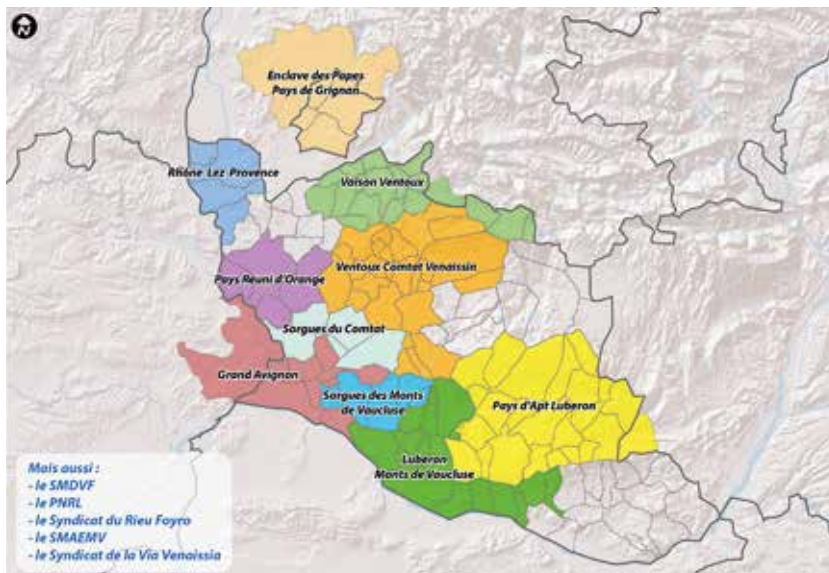 N
Enclave des Papes
Pays de Grignan
Rhône Lez Provence
Vaison Ventoux
Ventoux Comtat Venaissin
Pays Réuni d'Orange
Sorgues du Comtat
Grand Avignon
Sorgues des Monts
de Vaucluse
Pays d'Apt Luberon
Luberon
Monts de Vaucluse
Mais aussi :
- le SMDVF
- le PNRL
- le Syndicat du Rieu Foyro
- le SMAEMV
- le Syndicat de la Via Venaissia